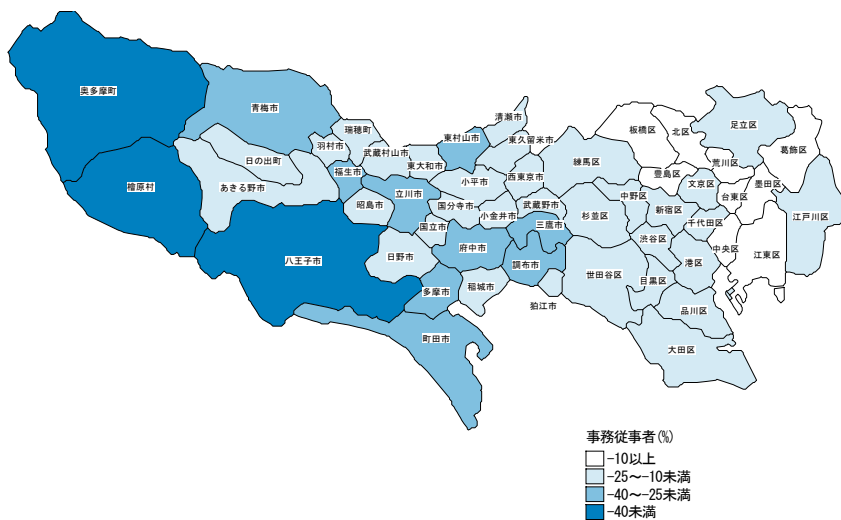 奥多摩町
青梅市
瑞穂町
羽村市
日の出町
武蔵村山市
東村山市
清瀬市
東久留米市
東大和市
檜原村
あきる野市
福生市
昭島市
立川市
小平市
西東京市
国分寺市
小金井市
武蔵野市
国立市
三鷹市
八王子市
日野市
府中市
調布市
多摩市
稲城市
狛江市
町田市
板橋区
北区
足立区
葛飾区
荒川区
練馬区
豊島区
文京区
台東区
墨田区
中野区
新宿区
千代田区
江戸川区
杉並区
渋谷区
中央区
江東区
港区
世田谷区
目黒区
品川区
大田区
事務従事者(%)
-10以上
-25〜-10未満
-40〜-25未満
-40未満